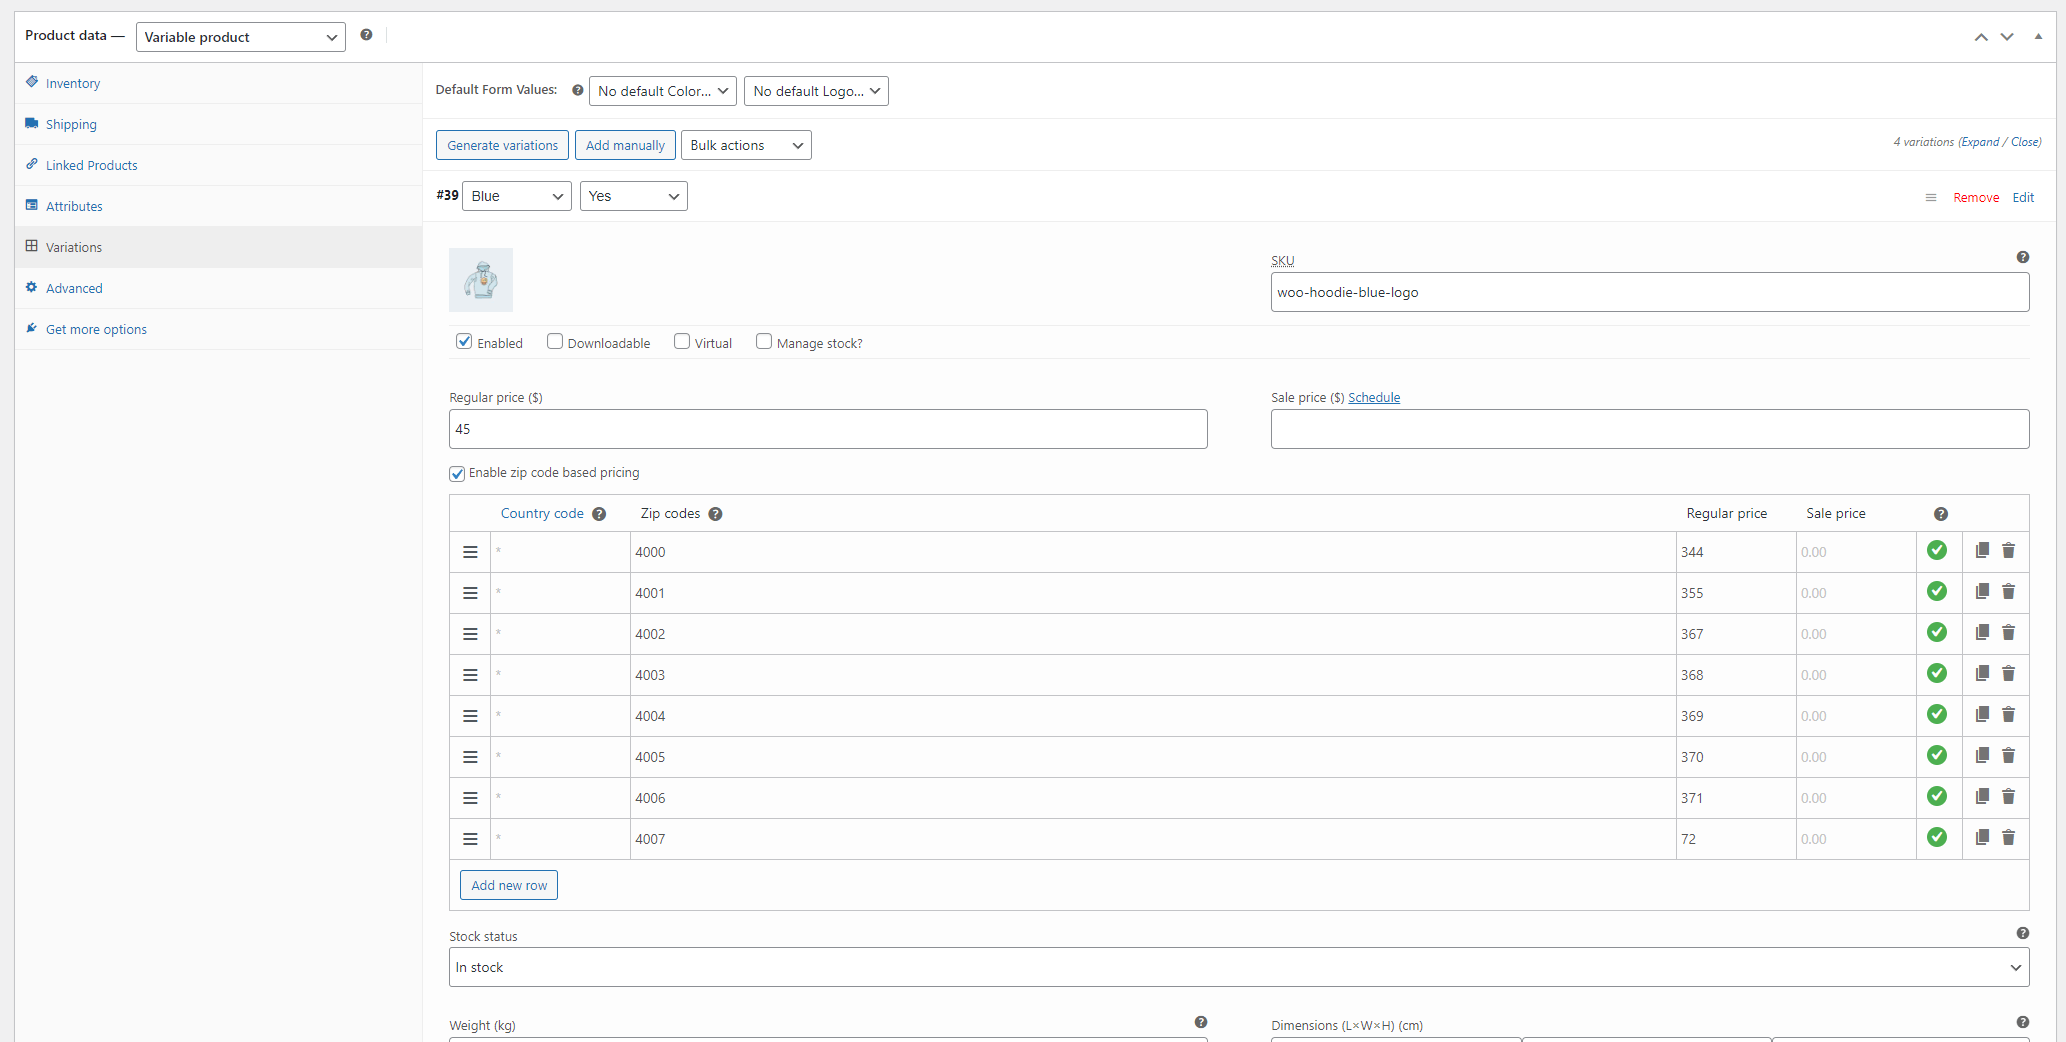 Product data — Variable product
Inventory
Shipping
Linked Products
Attributes
Variations
Advanced
Get more options
Default Form Values: No default Color... No default Logo...
Generate variations Add manually Bulk actions 4 variations (Expand / Close)
#39 Blue Yes Remove Edit
SKU
woo-hoodie-blue-logo
Enabled Downloadable Virtual Manage stock?
Regular price ($) Sale price ($) Schedule
45
Enable zip code based pricing
Country code Zip codes Regular price Sale price
* 4000 344 0.00
* 4001 355 0.00
* 4002 367 0.00
* 4003 368 0.00
* 4004 369 0.00
* 4005 370 0.00
* 4006 371 0.00
* 4007 72 0.00
Add new row
Stock status
In stock
Weight (kg) Dimensions (L×W×H) (cm)